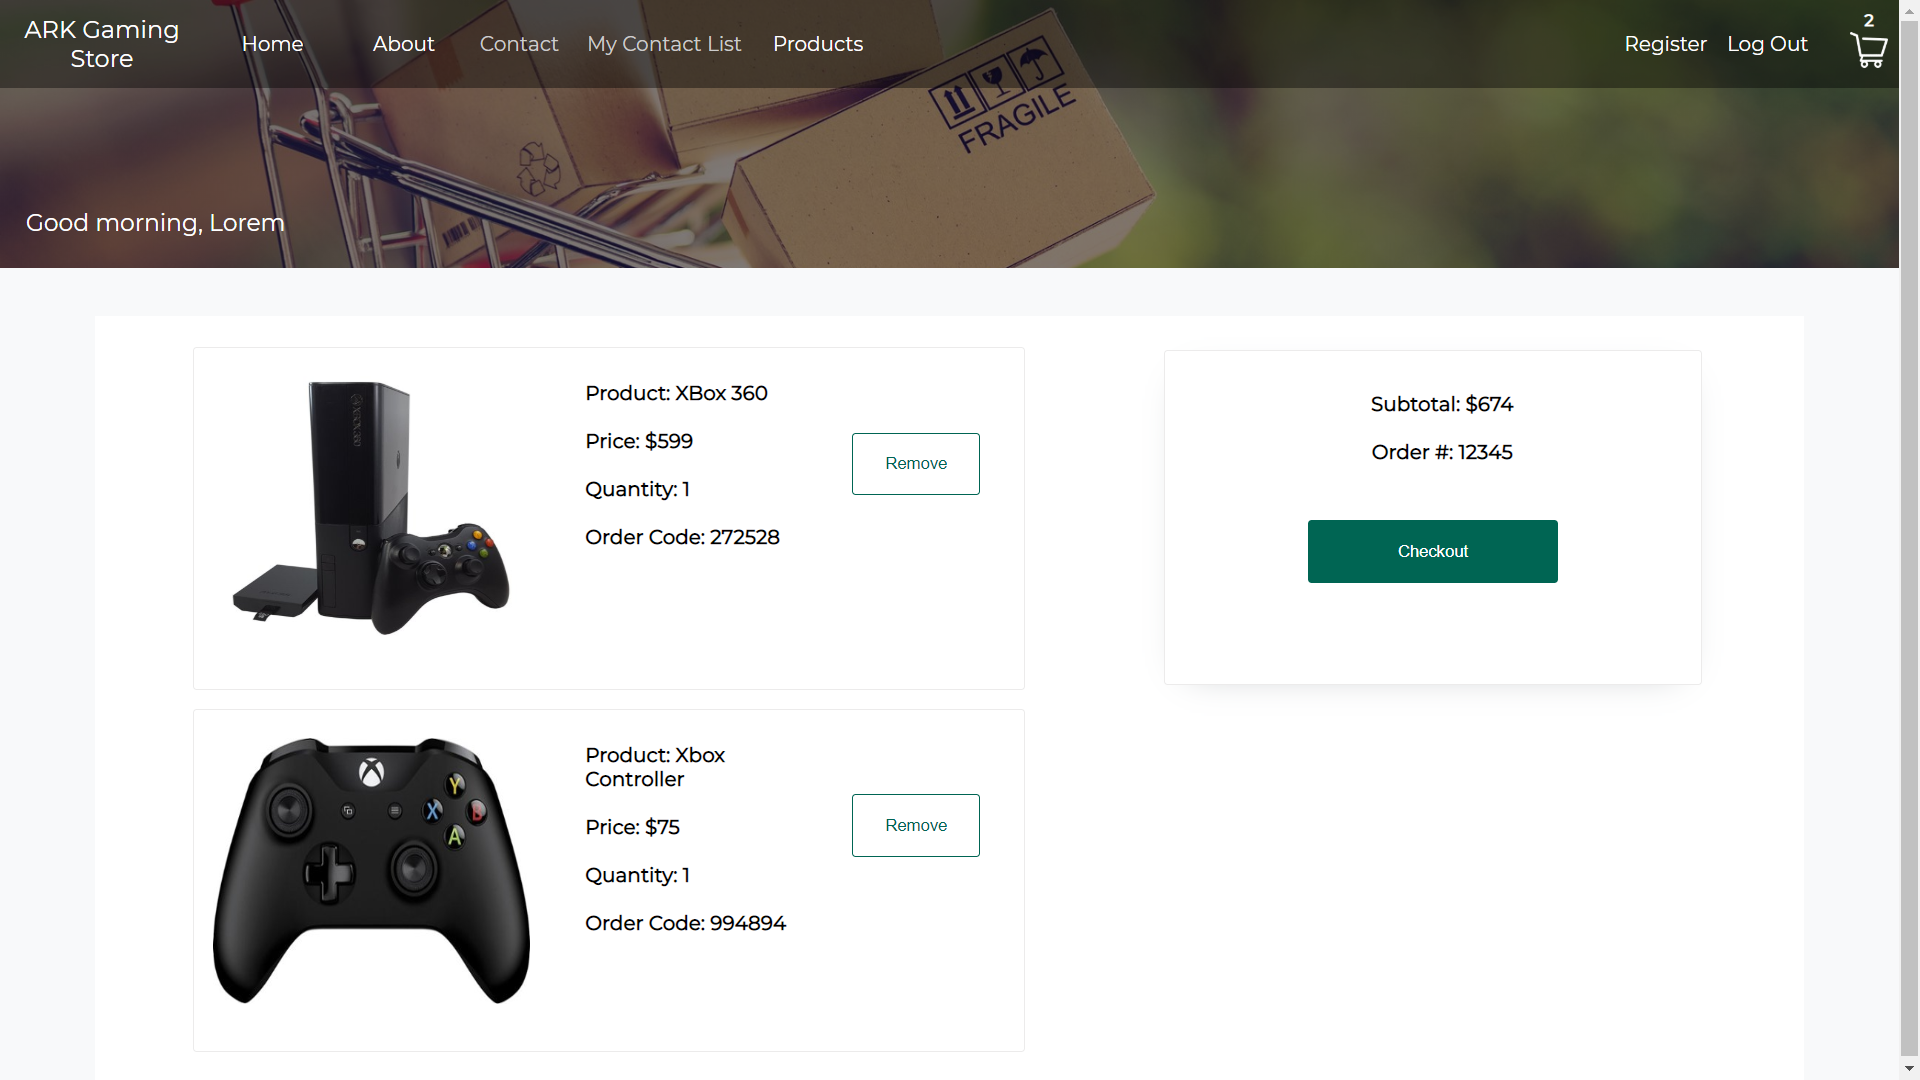 ARK Gaming
Store
Home
About
Contact
My Contact List
Products
Register
Log Out
2
FRAGILE
Good morning, Lorem
Product: XBox 360
Price: $599
Quantity: 1
Order Code: 272528
Remove
XBOX360
Subtotal: $674
Order #: 12345
Checkout
Product: Xbox
Controller
Price: $75
Quantity: 1
Order Code: 994894
Remove
Y
X
B
A